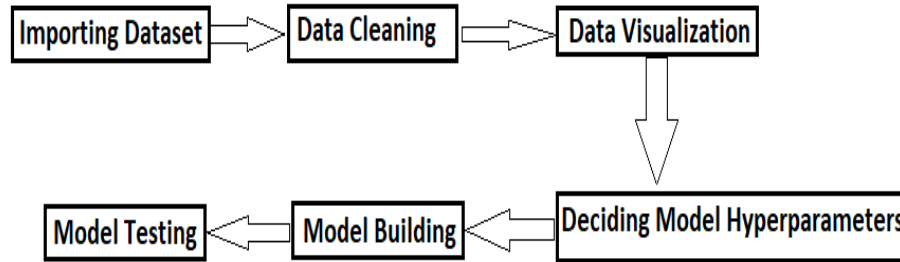 Importing Dataset
Data Cleaning
Data Visualization
Deciding Model Hyperparameters
Model Building
Model Testing